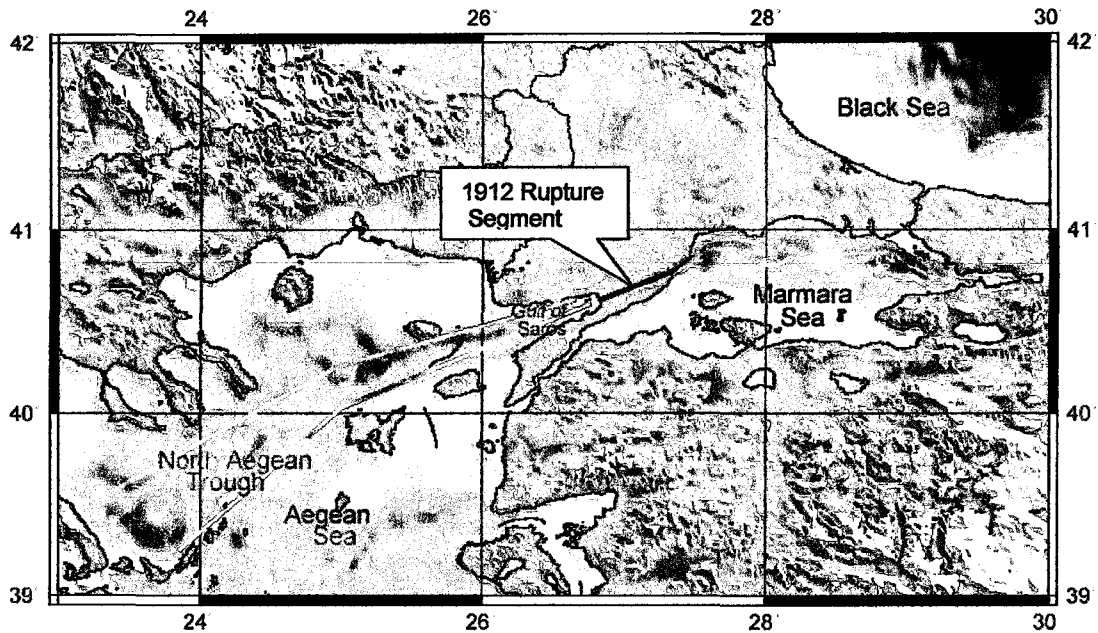 24˙ 26˙ 28˙ 30˙
42˙ 42˙
Black Sea
1912 Rupture
Segment
41˙ 41˙
Marmara
Sea
Gulf of
Saros
40˙ 40˙
North Aegean
Trough
Aegean
Sea
39˙ 39˙
24˙ 26˙ 28˙ 30˙